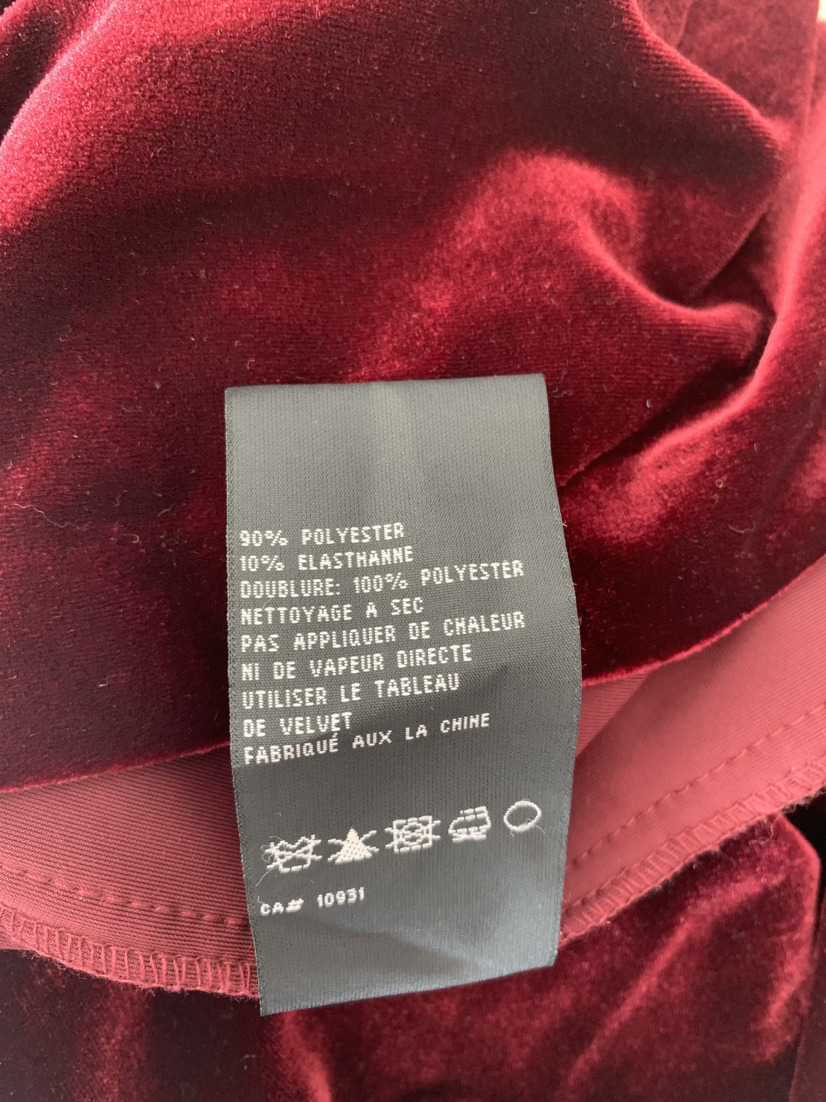 90% POLYESTER
10% ELASTHANNE
DOUBLURE: 100% POLYESTER
NETTOYAGE A SEC
PAS APPLIQUER DE CHALEUR
NI DE VAPEUR DIRECTE
UTILISER LE TABLEAU
DE VELVET
FABRIQUÉ AUX LA CHINE
CA# 10931